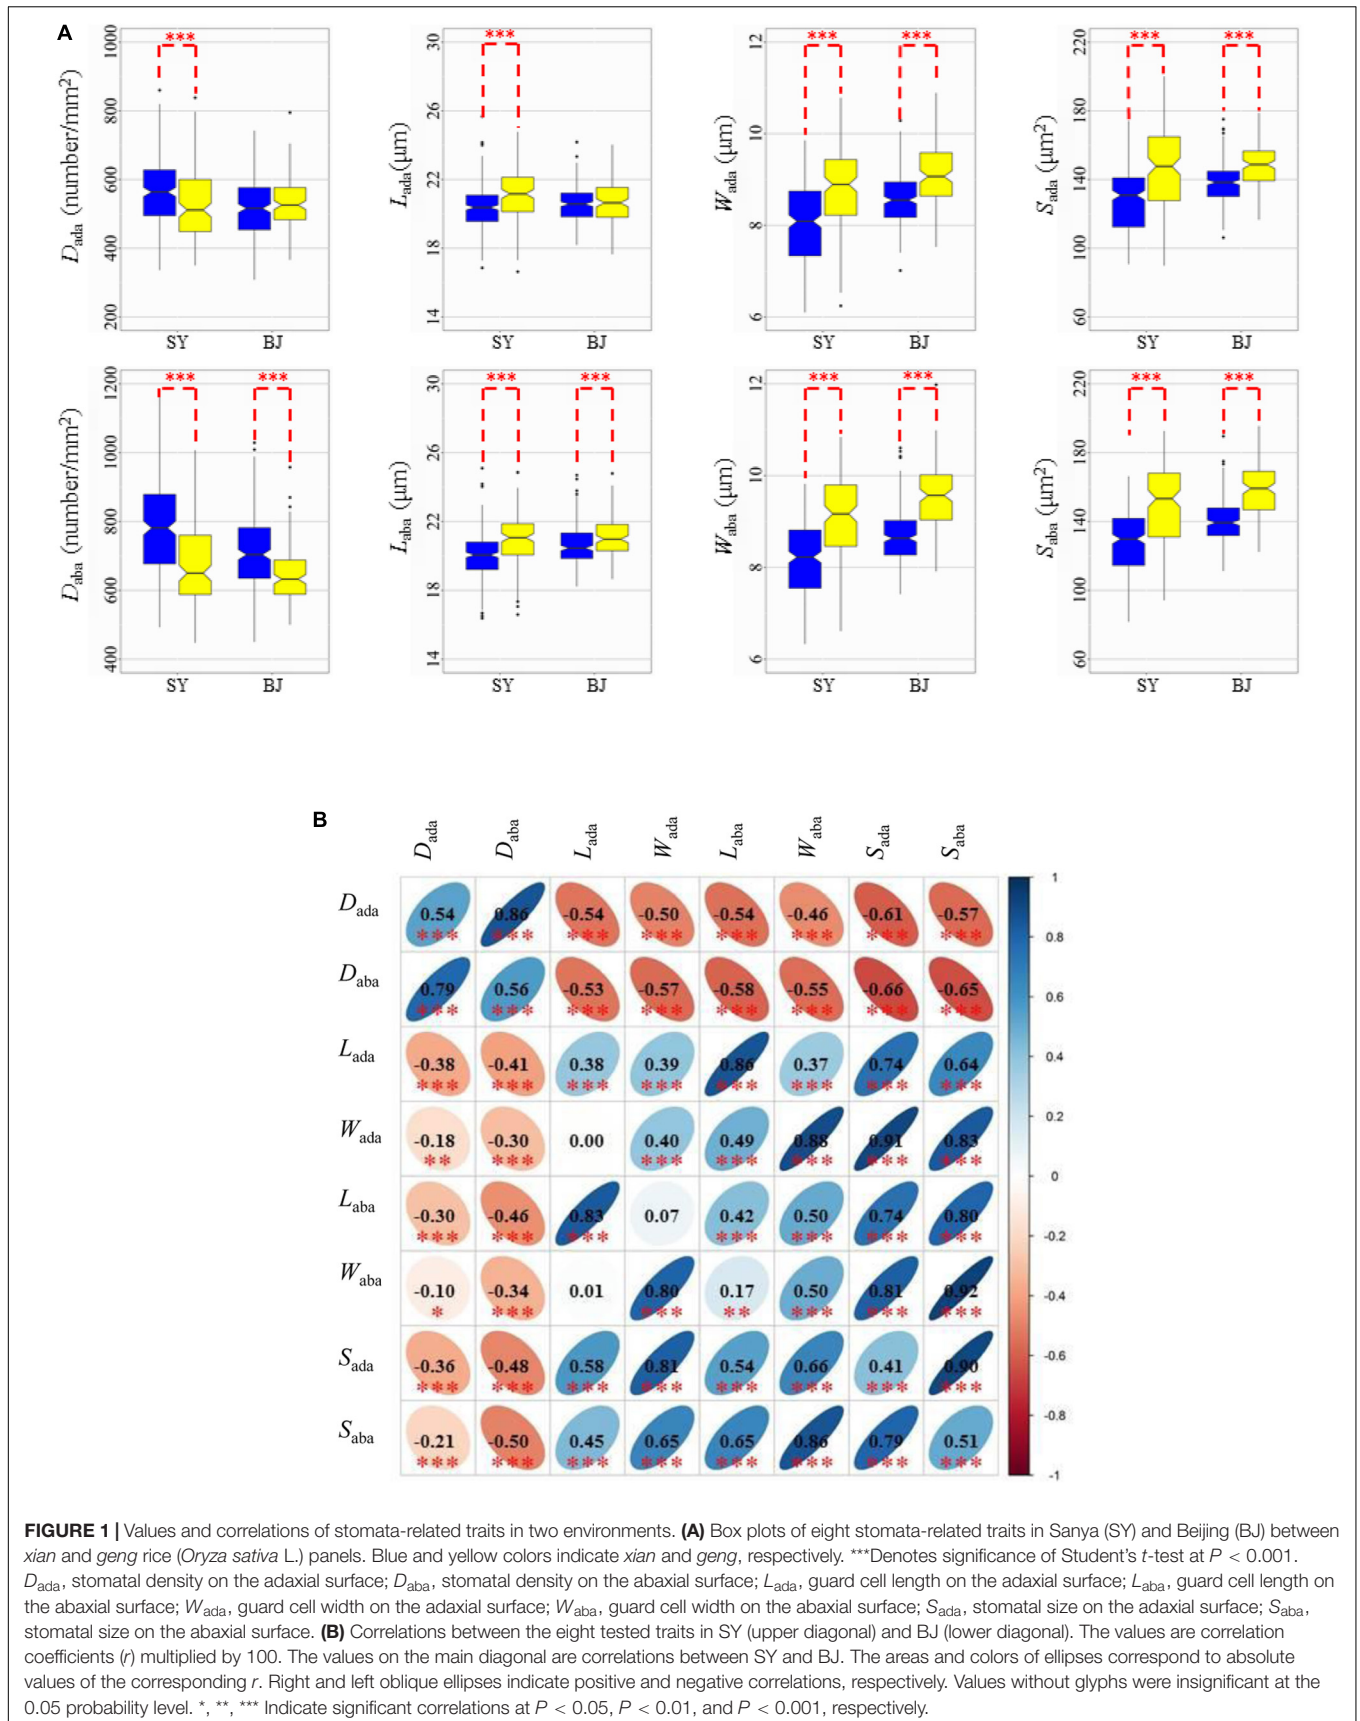 A
D_ada (number/mm²)
1000
800
600
400
200
***
SY
BJ
L_ada (μm)
30
26
22
18
14
***
SY
BJ
W_ada (μm)
12
10
8
6
***
***
SY
BJ
S_ada (μm²)
220
180
140
100
60
***
***
SY
BJ
D_aba (number/mm²)
1200
1000
800
600
400
***
***
SY
BJ
L_aba (μm)
30
26
22
18
14
***
***
SY
BJ
W_aba (μm)
12
10
8
6
***
***
SY
BJ
S_aba (μm²)
220
180
140
100
60
***
***
SY
BJ
B
D_ada D_aba L_ada W_ada L_aba W_aba S_ada S_aba
D_ada 0.54 0.86 -0.54 -0.50 -0.54 -0.46 -0.61 -0.57
*** *** *** *** *** *** *** ***
D_aba 0.79 0.56 -0.53 -0.57 -0.58 -0.55 -0.66 -0.65
*** *** *** *** *** *** *** ***
L_ada -0.38 -0.41 0.38 0.39 0.86 0.37 0.74 0.64
*** *** *** *** *** *** *** ***
W_ada -0.18 -0.30 0.00 0.40 0.49 0.88 0.91 0.83
** *** *** *** *** *** ***
L_aba -0.30 -0.46 0.83 0.07 0.42 0.50 0.74 0.80
*** *** *** *** *** *** ***
W_aba -0.10 -0.34 0.01 0.80 0.17 0.50 0.81 0.92
* *** *** ** *** *** ***
S_ada -0.36 -0.48 0.58 0.81 0.54 0.66 0.41 0.90
*** *** *** *** *** *** *** ***
S_aba -0.21 -0.50 0.45 0.65 0.65 0.86 0.79 0.51
*** *** *** *** *** *** *** ***
1
0.8
0.6
0.4
0.2
0
-0.2
-0.4
-0.6
-0.8
-1
FIGURE 1 | Values and correlations of stomata-related traits in two environments. (A) Box plots of eight stomata-related traits in Sanya (SY) and Beijing (BJ) between
xian and geng rice (Oryza sativa L.) panels. Blue and yellow colors indicate xian and geng, respectively. ***Denotes significance of Student's t-test at P < 0.001.
D_ada, stomatal density on the adaxial surface; D_aba, stomatal density on the abaxial surface; L_ada, guard cell length on the adaxial surface; L_aba, guard cell length on
the abaxial surface; W_ada, guard cell width on the adaxial surface; W_aba, guard cell width on the abaxial surface; S_ada, stomatal size on the adaxial surface; S_aba,
stomatal size on the abaxial surface. (B) Correlations between the eight tested traits in SY (upper diagonal) and BJ (lower diagonal). The values are correlation
coefficients (r) multiplied by 100. The values on the main diagonal are correlations between SY and BJ. The areas and colors of ellipses correspond to absolute
values of the corresponding r. Right and left oblique ellipses indicate positive and negative correlations, respectively. Values without glyphs were insignificant at the
0.05 probability level. *, **, *** Indicate significant correlations at P < 0.05, P < 0.01, and P < 0.001, respectively.